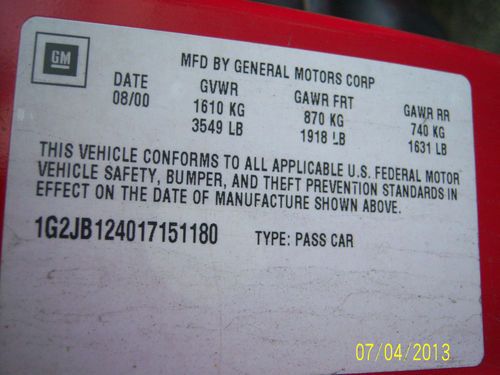 GM
MFD BY GENERAL MOTORS CORP
DATE GVWR GAWR FRT GAWR RR
08/00 1610 KG 870 KG 740 KG
3549 LB 1918 LB 1631 LB
THIS VEHICLE CONFORMS TO ALL APPLICABLE U.S. FEDERAL MOTOR
VEHICLE SAFETY, BUMPER, AND THEFT PREVENTION STANDARDS IN
EFFECT ON THE DATE OF MANUFACTURE SHOWN ABOVE.
1G2JB124017151180 TYPE: PASS CAR
07/04/2013